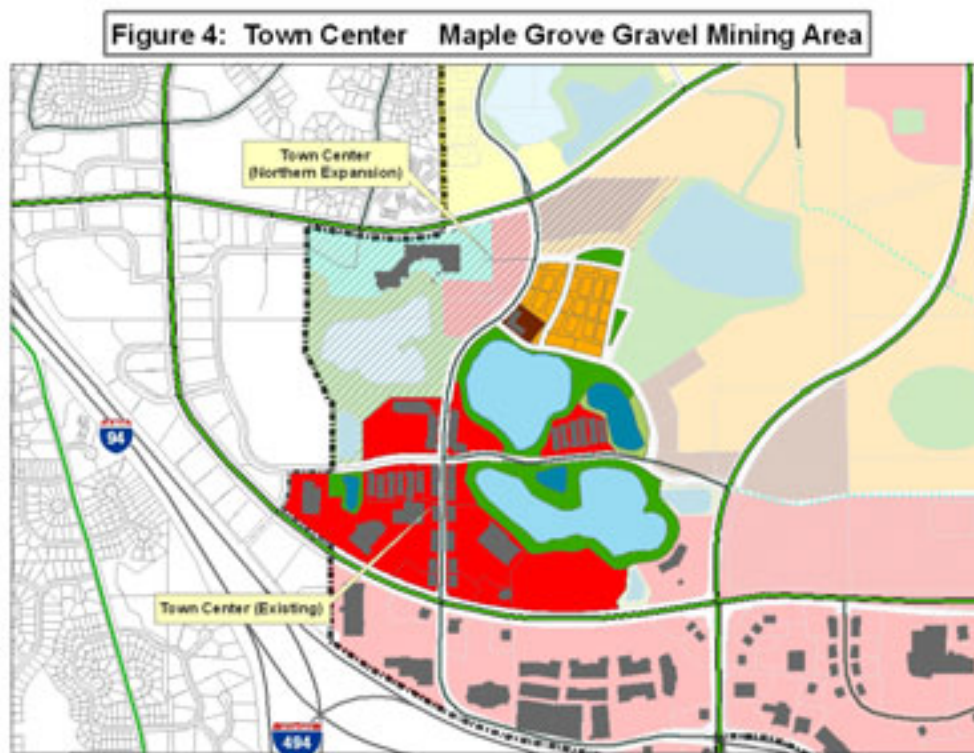 Figure 4: Town Center Maple Grove Gravel Mining Area
Town Center
(Northern Expansion)
94
Town Center (Existing)
494